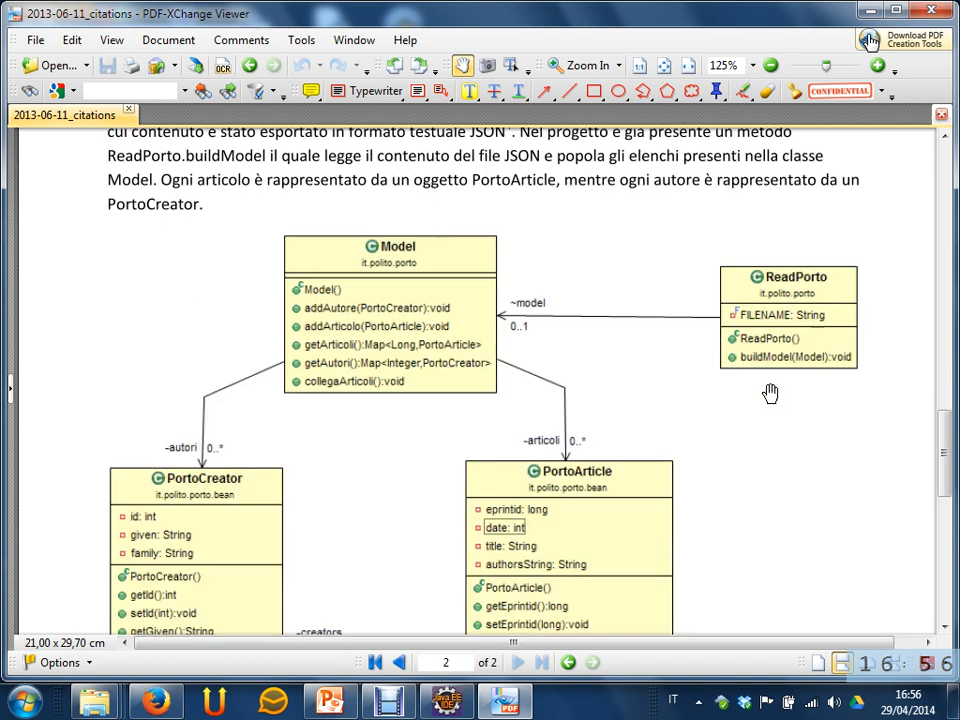 2013-06-11_citations - PDF-XChange Viewer
File Edit View Document Comments Tools Window Help
Download PDF
Creation Tools
Open...
OCR
Zoom In
125%
Typewriter
CONFIDENTIAL
2013-06-11_citations
cui contenuto è stato esportato in formato testuale JSON¹. Nel progetto è già presente un metodo
ReadPorto.buildModel il quale legge il contenuto del file JSON e popola gli elenchi presenti nella classe
Model. Ogni articolo è rappresentato da un oggetto PortoArticle, mentre ogni autore è rappresentato da un
PortoCreator.
Model
it.polito.porto
Model()
addAutore(PortoCreator):void
addArticolo(PortoArticle):void
getArticoli():Map<Long,PortoArticle>
getAutori():Map<Integer,PortoCreator>
collegaArticoli():void
~model
0..1
ReadPorto
it.polito.porto
FILENAME: String
ReadPorto()
buildModel(Model):void
-autori 0..*
-articoli 0..*
PortoCreator
it.polito.porto.bean
id: int
given: String
family: String
PortoCreator()
getId():int
setId(int):void
getGiven():String
-creators
PortoArticle
it.polito.porto.bean
eprintid: long
date: int
title: String
authorsString: String
PortoArticle()
getEprintid():long
setEprintid(long):void
21,00 x 29,70 cm
Options
2 of 2
16:56
Java EE
IDE
IT
16:56
29/04/2014